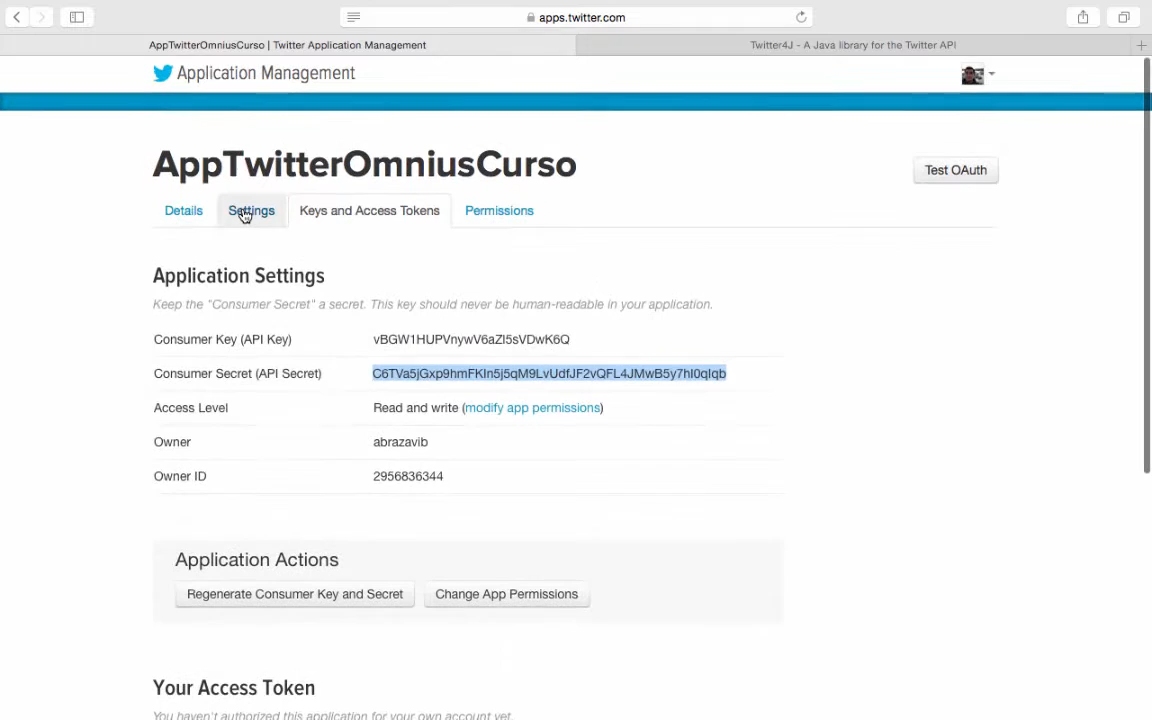 apps.twitter.com
AppTwitterOmniusCurso | Twitter Application Management
Twitter4J - A Java library for the Twitter API
Application Management
AppTwitterOmniusCurso
Test OAuth
Details
Settings
Keys and Access Tokens
Permissions
Application Settings
Keep the "Consumer Secret" a secret. This key should never be human-readable in your application.
Consumer Key (API Key) vBGW1HUPVnywV6aZl5sVDwK6Q
Consumer Secret (API Secret) C6TVa5jGxp9hmFKIn5j5qM9LvUdfJF2vQFL4JMwB5y7hI0qIqb
Access Level Read and write (modify app permissions)
Owner abrazavib
Owner ID 2956836344
Application Actions
Regenerate Consumer Key and Secret
Change App Permissions
Your Access Token
You haven't authorized this application for your own account yet.